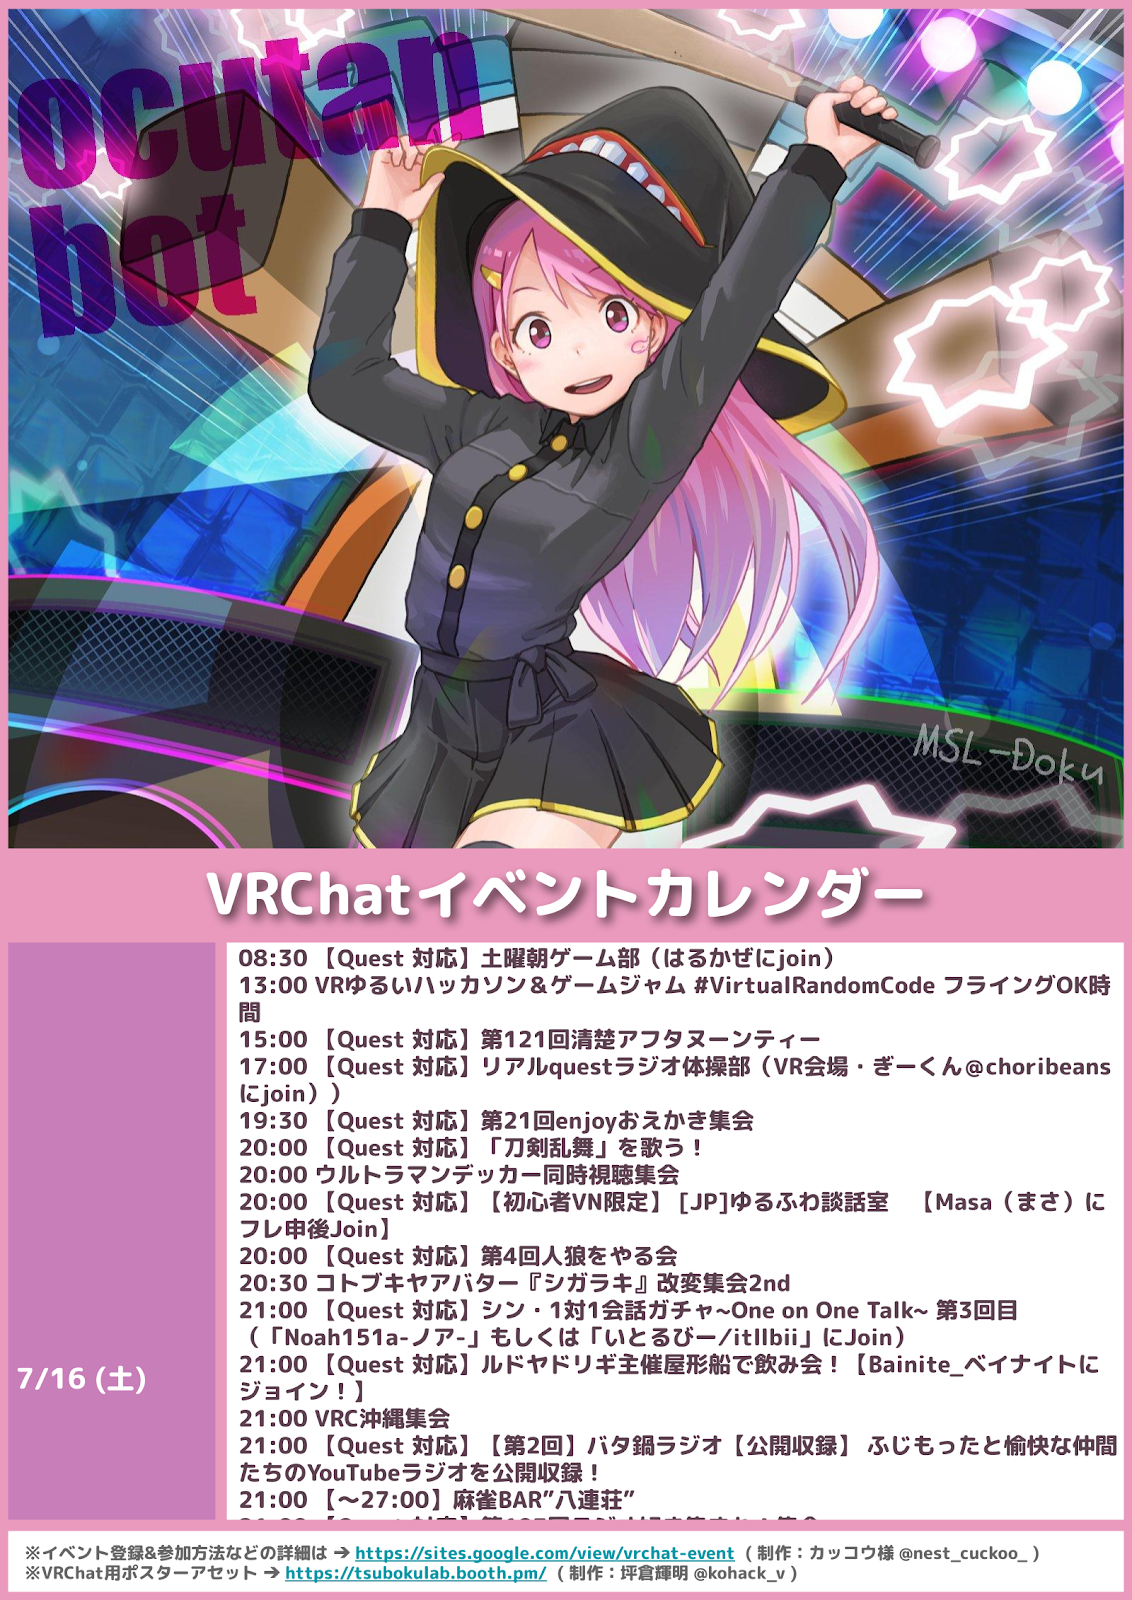 ocutan
bot
MSL-Doku
VRChatイベントカレンダー
7/16 (土)
08:30 【Quest 対応】土曜朝ゲーム部（はるかぜにjoin）
13:00 VRゆるいハッカソン＆ゲームジャム #VirtualRandomCode フライングOK時
間
15:00 【Quest 対応】第121回清楚アフタヌーンティー
17:00 【Quest 対応】リアルquestラジオ体操部（VR会場・ぎーくん@choribeans
にjoin））
19:30 【Quest 対応】第21回enjoyおえかき集会
20:00 【Quest 対応】「刀剣乱舞」を歌う！
20:00 ウルトラマンデッカー同時視聴集会
20:00 【Quest 対応】【初心者VN限定】 [JP]ゆるふわ談話室　【Masa（まさ）に
フレ申後Join】
20:00 【Quest 対応】第4回人狼をやる会
20:30 コトブキヤアバター『シガラキ』改変集会2nd
21:00 【Quest 対応】シン・1対1会話ガチャ~One on One Talk~ 第3回目
（「Noah151a-ノア-」もしくは「いとるびー/itllbii」にJoin）
21:00 【Quest 対応】ルドヤドリギ主催屋形船で飲み会！【Bainite_ベイナイトに
ジョイン！】
21:00 VRC沖縄集会
21:00 【Quest 対応】【第2回】バタ鍋ラジオ【公開収録】 ふじもったと愉快な仲間
たちのYouTubeラジオを公開収録！
21:00 【～27:00】麻雀BAR”八連荘”
※イベント登録&参加方法などの詳細は ➔ https://sites.google.com/view/vrchat-event （制作：カッコウ様 @nest_cuckoo_ ）
※VRChat用ポスターアセット ➔ https://tsubokulab.booth.pm/ （制作：坪倉輝明 @kohack_v ）